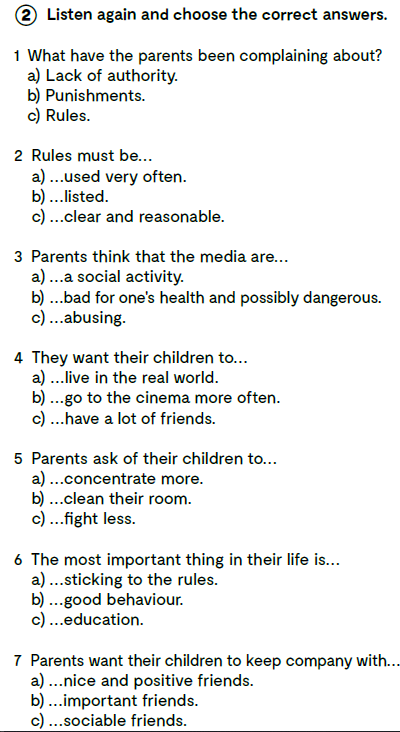 2 Listen again and choose the correct answers.
1 What have the parents been complaining about?
a) Lack of authority.
b) Punishments.
c) Rules.
2 Rules must be...
a) ...used very often.
b) ...listed.
c) ...clear and reasonable.
3 Parents think that the media are...
a) ...a social activity.
b) ...bad for one's health and possibly dangerous.
c) ...abusing.
4 They want their children to...
a) ...live in the real world.
b) ...go to the cinema more often.
c) ...have a lot of friends.
5 Parents ask of their children to...
a) ...concentrate more.
b) ...clean their room.
c) ...fight less.
6 The most important thing in their life is...
a) ...sticking to the rules.
b) ...good behaviour.
c) ...education.
7 Parents want their children to keep company with...
a) ...nice and positive friends.
b) ...important friends.
c) ...sociable friends.